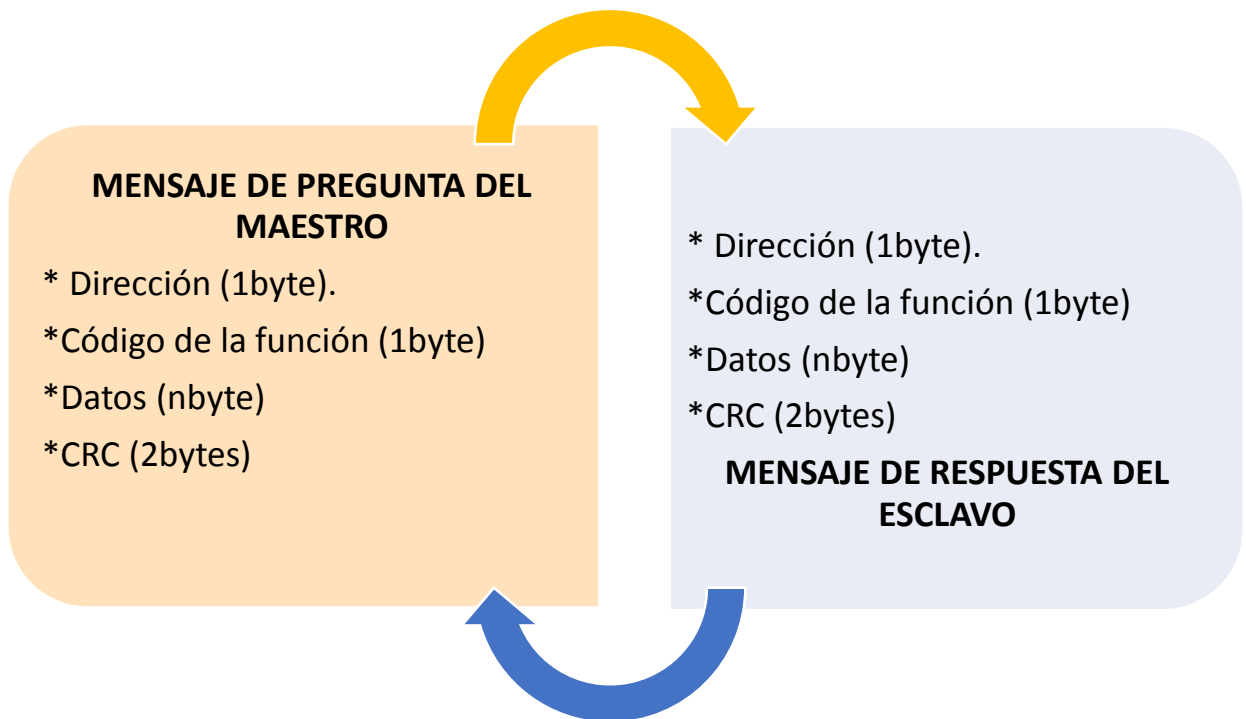 MENSAJE DE PREGUNTA DEL
MAESTRO
* Dirección (1byte).
*Código de la función (1byte)
*Datos (nbyte)
*CRC (2bytes)
* Dirección (1byte).
*Código de la función (1byte)
*Datos (nbyte)
*CRC (2bytes)
MENSAJE DE RESPUESTA DEL
ESCLAVO